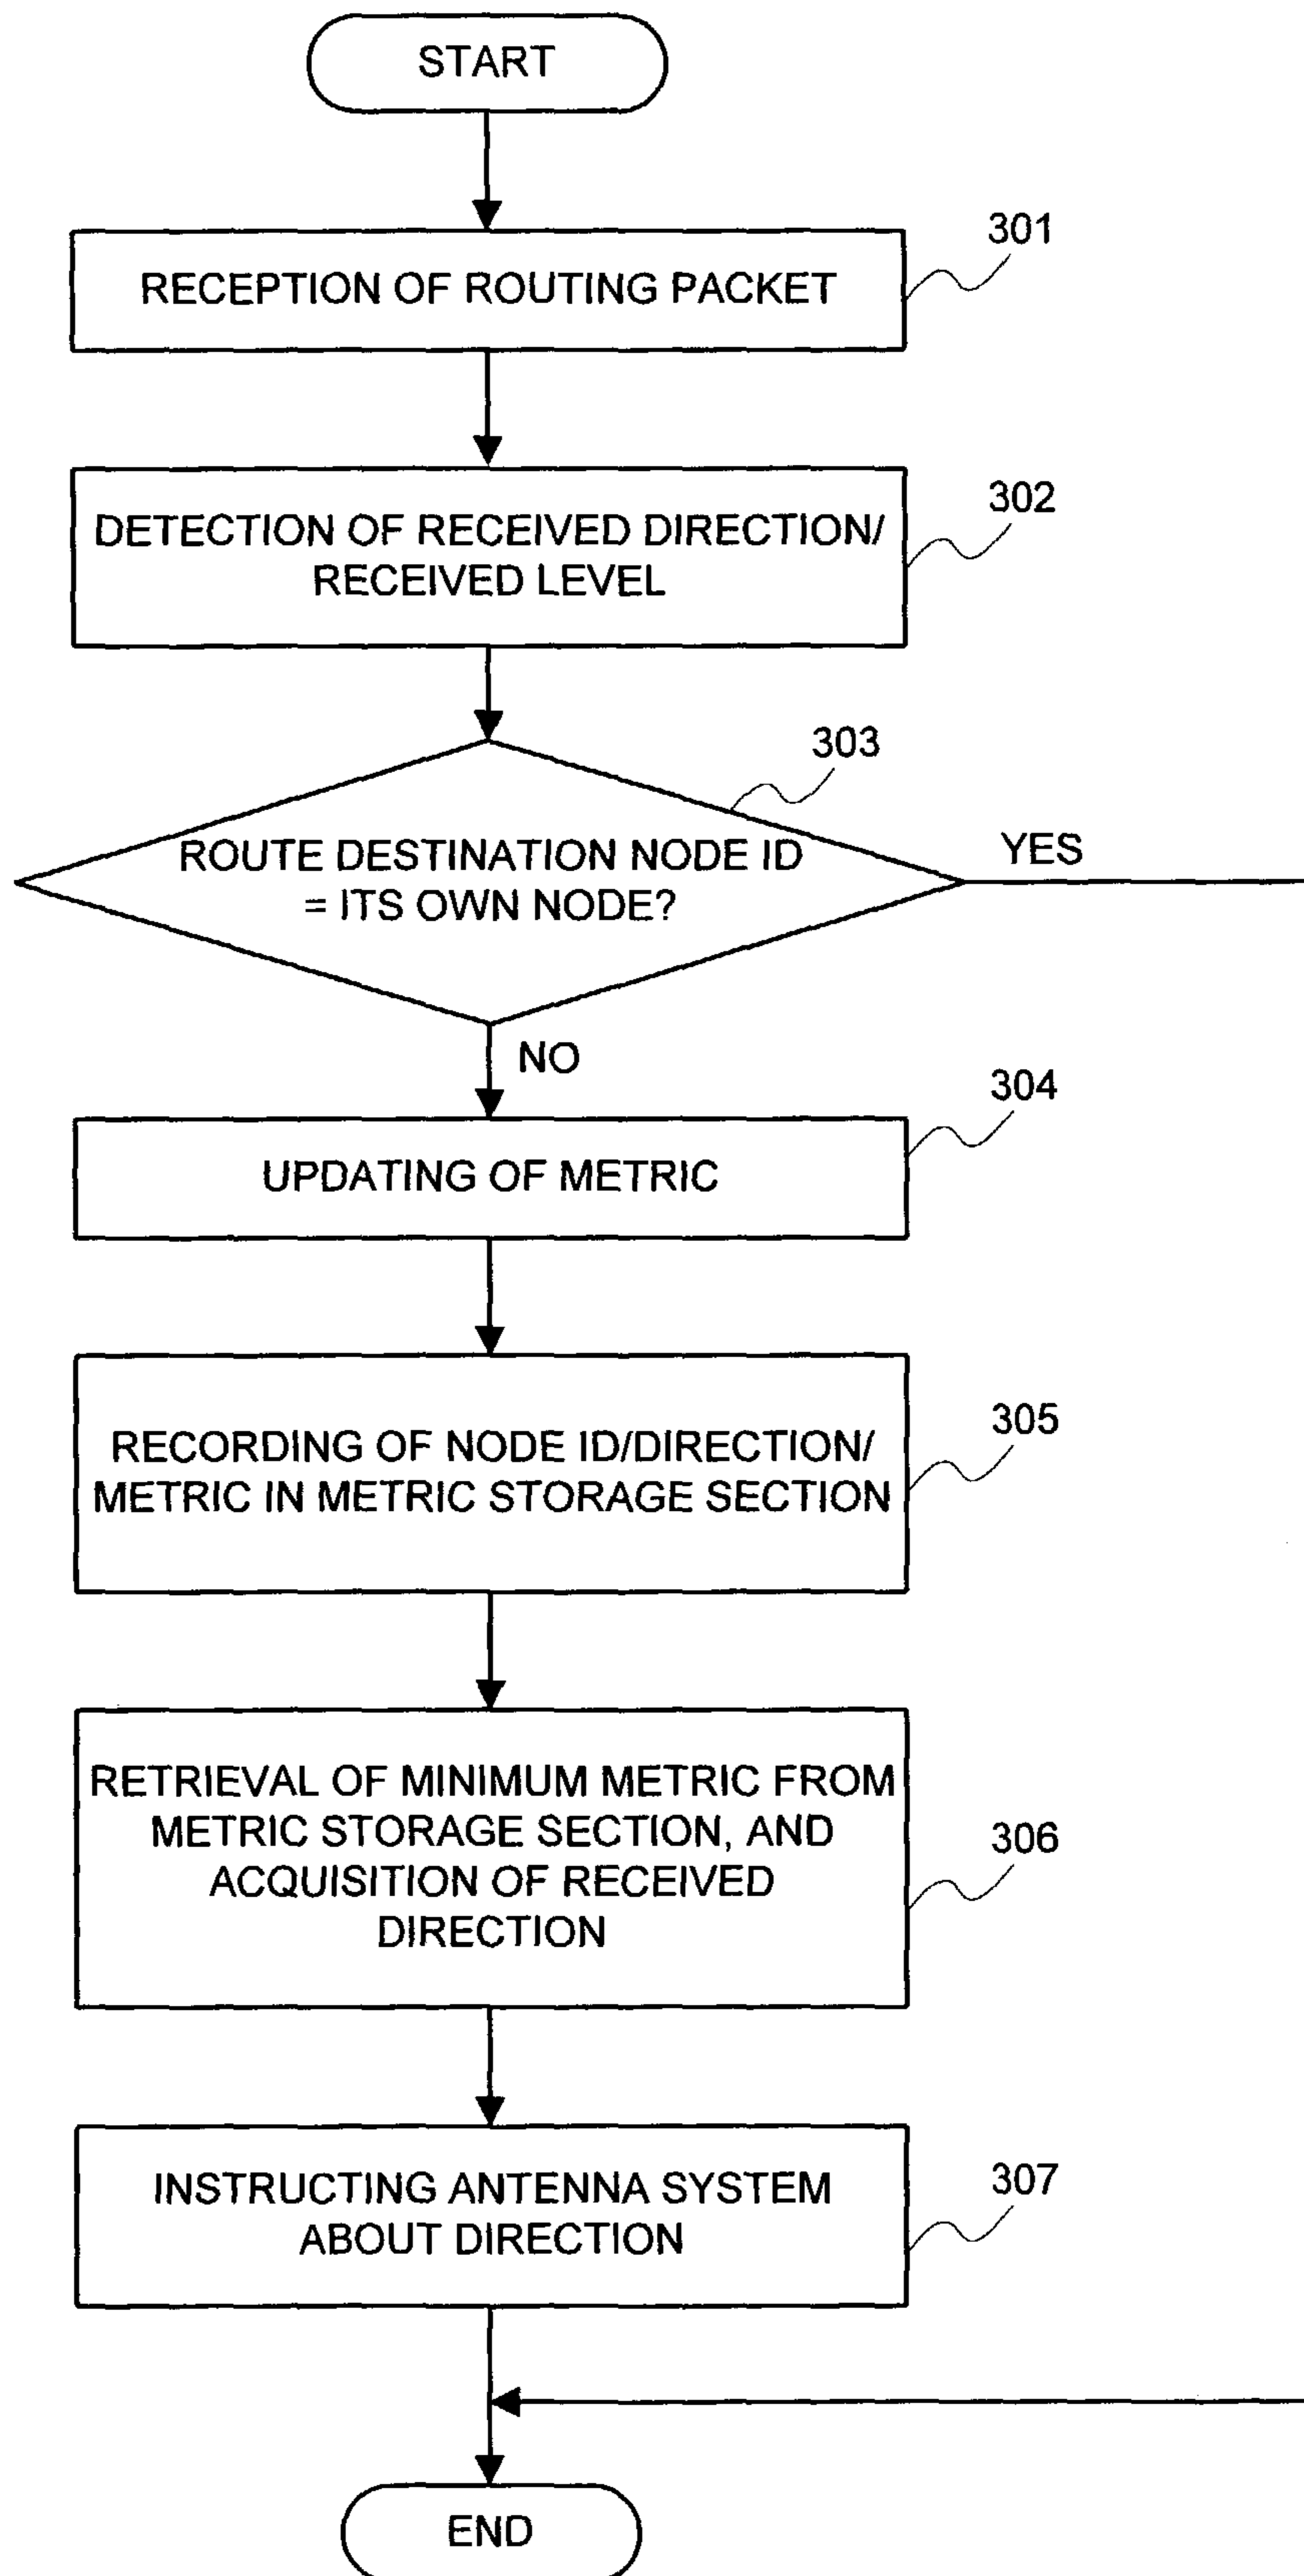 START
301
RECEPTION OF ROUTING PACKET
302
DETECTION OF RECEIVED DIRECTION/
RECEIVED LEVEL
303
ROUTE DESTINATION NODE ID
= ITS OWN NODE?
YES
NO
304
UPDATING OF METRIC
305
RECORDING OF NODE ID/DIRECTION/
METRIC IN METRIC STORAGE SECTION
RETRIEVAL OF MINIMUM METRIC FROM
METRIC STORAGE SECTION, AND
ACQUISITION OF RECEIVED
DIRECTION
306
INSTRUCTING ANTENNA SYSTEM
ABOUT DIRECTION
307
END